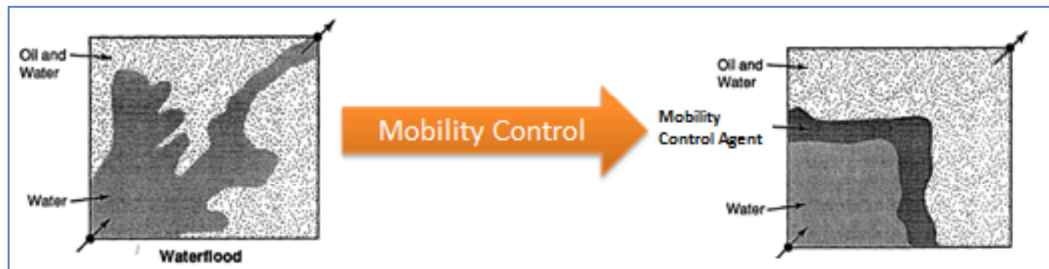 Oil and
Water
Water
Waterflood
Mobility Control
Oil and
Water
Mobility
Control Agent
Water